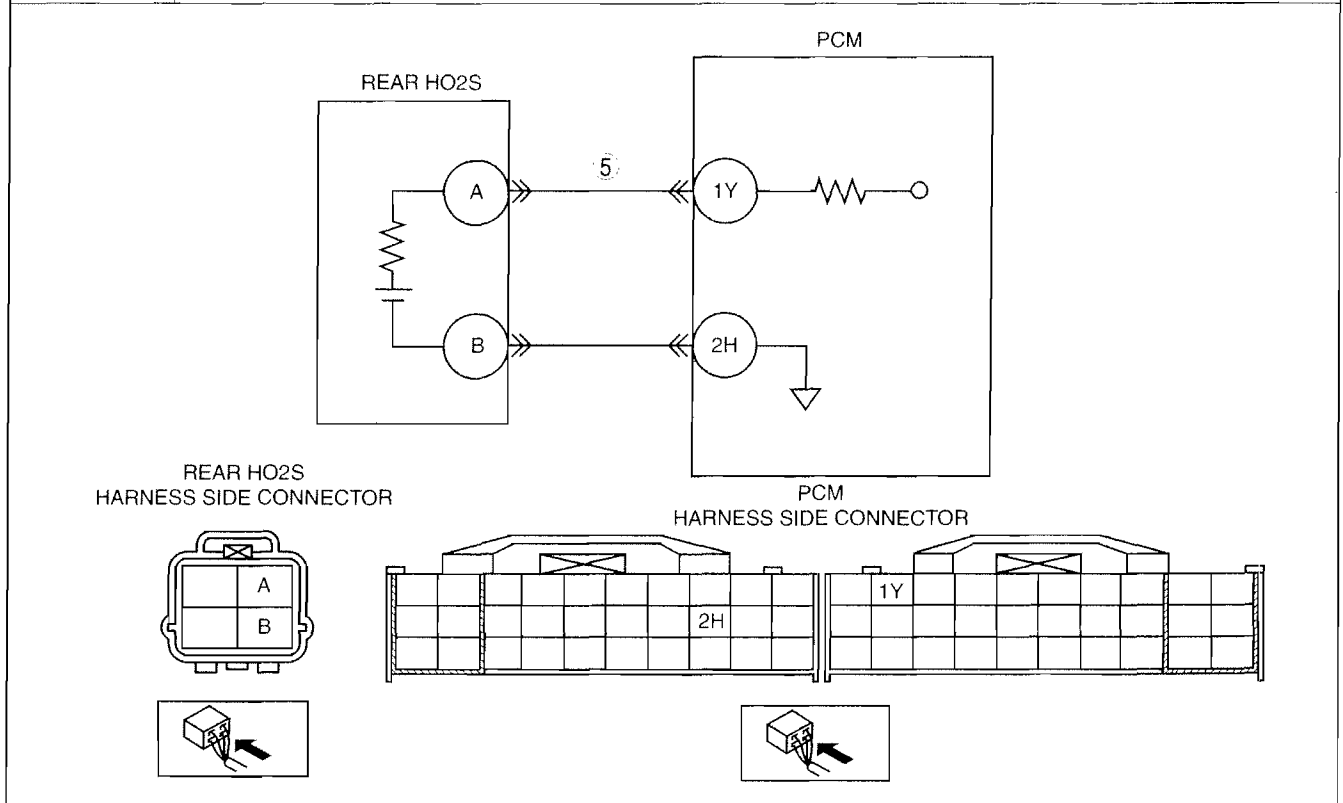 PCM
REAR HO2S
A
5
1Y
B
2H
REAR HO2S
HARNESS SIDE CONNECTOR
PCM
HARNESS SIDE CONNECTOR
A
B
2H
1Y